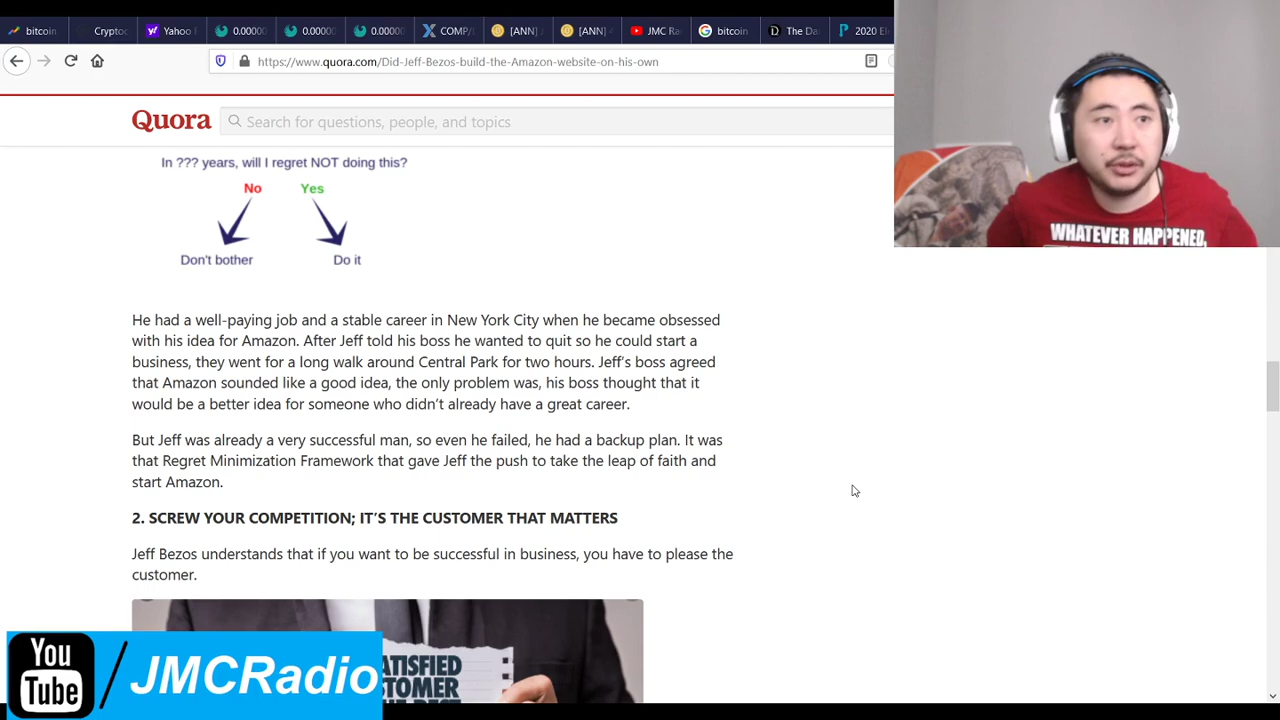 bitcoin
Cryptoc
Yahoo
0.00000
0.00000
0.00000
COMP/
[ANN]
[ANN]
JMC Ra
bitcoin
The Da
2020 El
https://www.quora.com/Did-Jeff-Bezos-build-the-Amazon-website-on-his-own
Quora
Search for questions, people, and topics
In ??? years, will I regret NOT doing this?
No Yes
Don't bother Do it
WHATEVER HAPPENED,
He had a well-paying job and a stable career in New York City when he became obsessed
with his idea for Amazon. After Jeff told his boss he wanted to quit so he could start a
business, they went for a long walk around Central Park for two hours. Jeff’s boss agreed
that Amazon sounded like a good idea, the only problem was, his boss thought that it
would be a better idea for someone who didn’t already have a great career.
But Jeff was already a very successful man, so even he failed, he had a backup plan. It was
that Regret Minimization Framework that gave Jeff the push to take the leap of faith and
start Amazon.
2. SCREW YOUR COMPETITION; IT’S THE CUSTOMER THAT MATTERS
Jeff Bezos understands that if you want to be successful in business, you have to please the
customer.
ATISFIED
TOMER
You
Tube
/JMCRadio